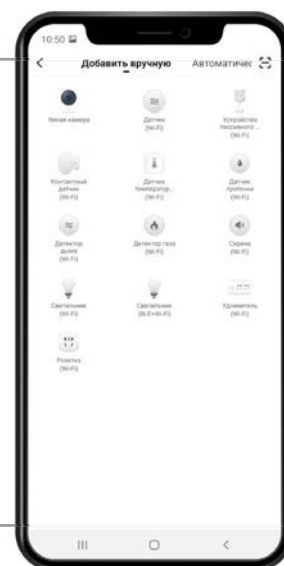 10:50
Добавить вручную Автоматичес
Умная камера
Датчик
(Wi-Fi)
Устройство
пассивного ...
(Wi-Fi)
Контактный
датчик
(Wi-Fi)
Датчик
температур...
(Wi-Fi)
Датчик
протечки
(Wi-Fi)
Детектор
дыма
(Wi-Fi)
Детектор газа
(Wi-Fi)
Сирена
(Wi-Fi)
Светильник
(Wi-Fi)
Светильник
(BLE+Wi-Fi)
Удлинитель
(Wi-Fi)
Розетка
(Wi-Fi)